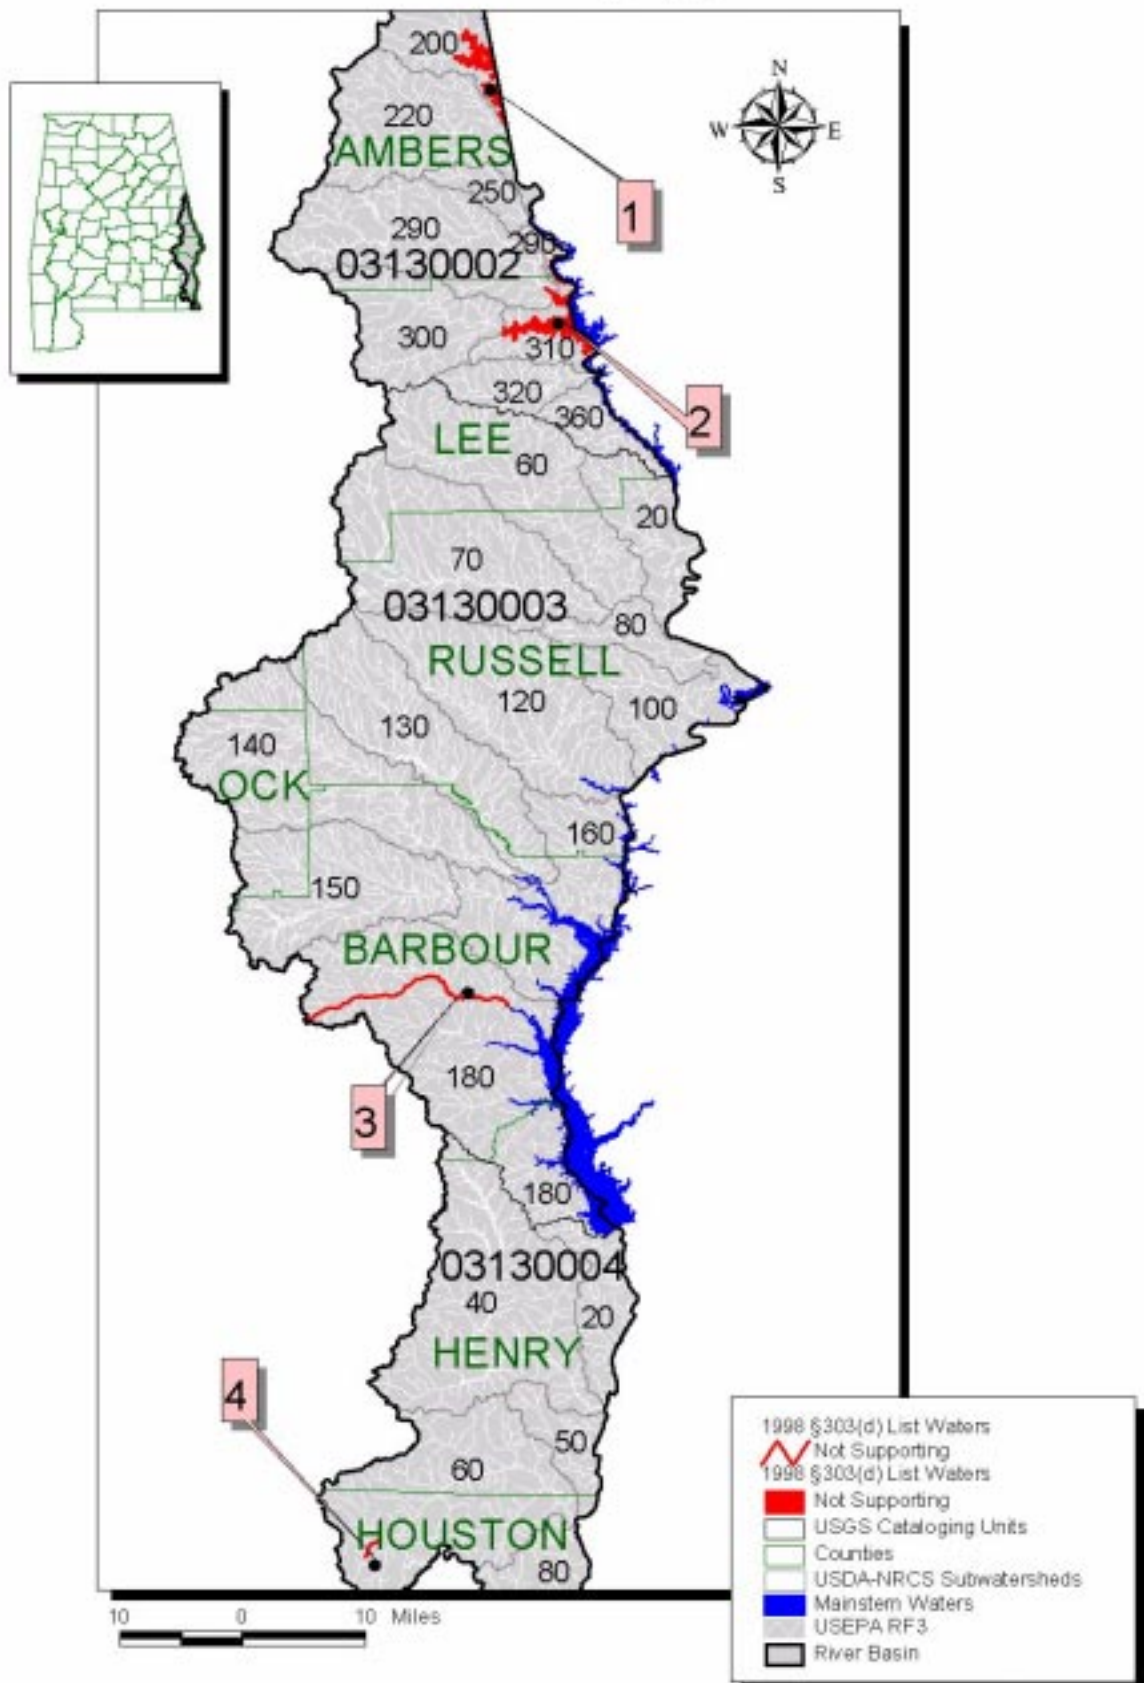 200
N
W
E
S
220
AMBERS
250
1
290
290
03130002
300
310
320
360
2
LEE
60
20
70
03130003
80
RUSSELL
120
100
130
140
OCK
160
150
BARBOUR
180
3
180
03130004
40
20
HENRY
4
50
60
HOUSTON
80
1998 §303(d) List Waters
Not Supporting
1998 §303(d) List Waters
Not Supporting
USGS Cataloging Units
Counties
USDA-NRCS Subwatersheds
Mainstem Waters
USEPA RF3
River Basin
10 0 10 Miles